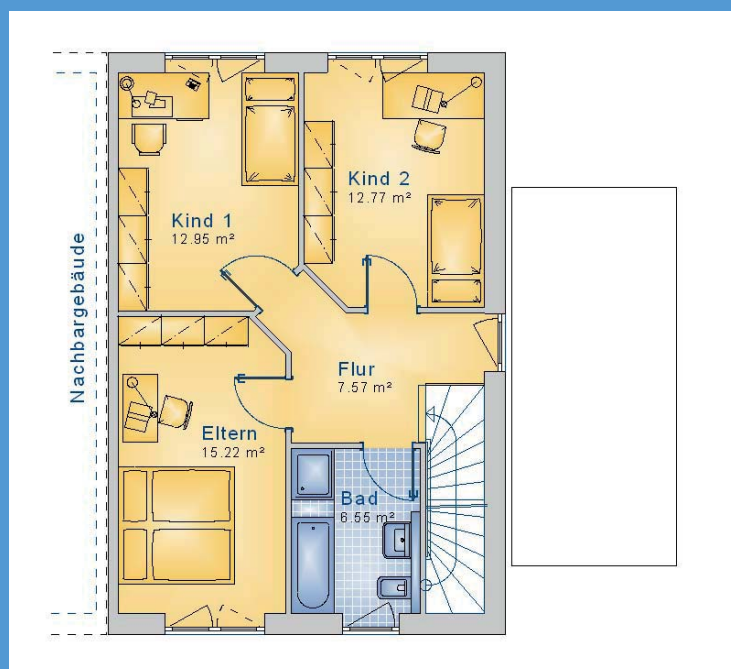 Kind 1
12.95 m²
Kind 2
12.77 m²
Nachbargebäude
Flur
7.57 m²
Eltern
15.22 m²
Bad
6.55 m²